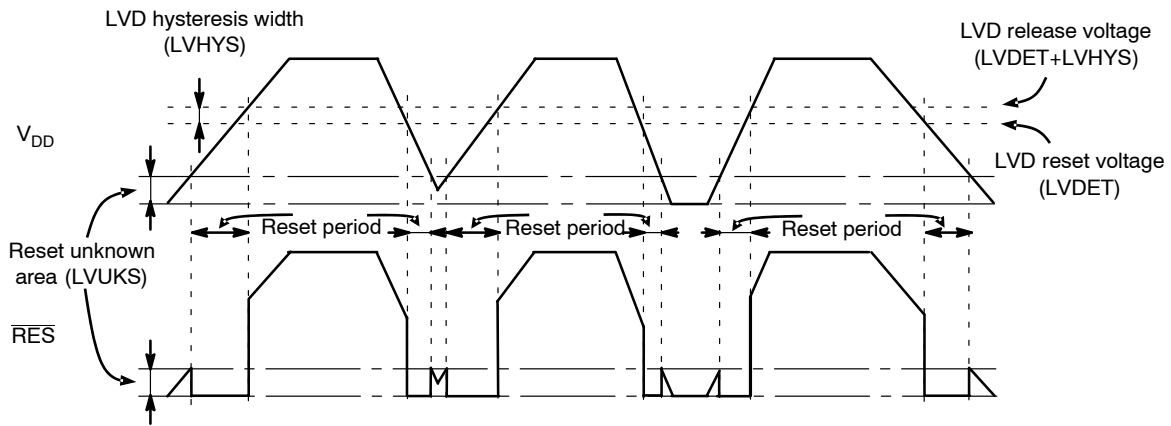 LVD hysteresis width
(LVHYS)
LVD release voltage
(LVDET+LVHYS)
VDD
LVD reset voltage
(LVDET)
Reset period
Reset period
Reset period
Reset unknown
area (LVUKS)
RES